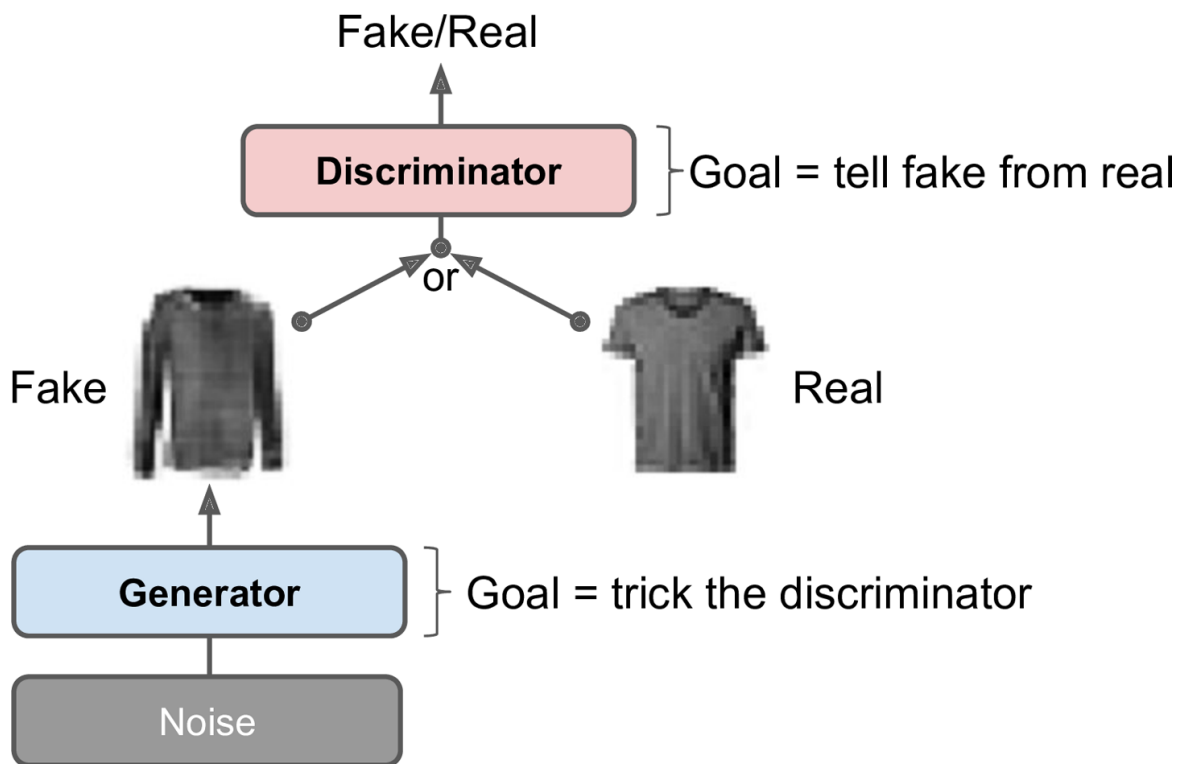 Fake/Real
Discriminator
Goal = tell fake from real
or
Fake
Real
Generator
Goal = trick the discriminator
Noise